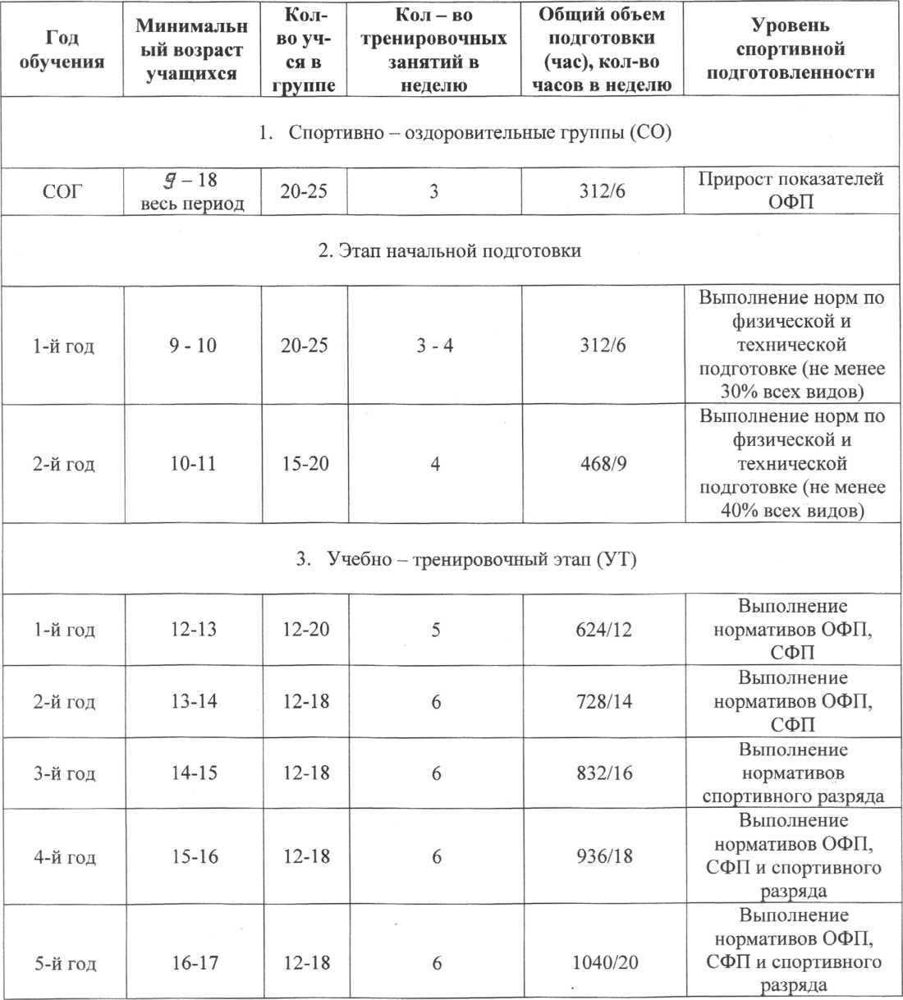 Год
обучения
Минимальн
ый возраст
учащихся
Кол-
во уч-
ся в
группе
Кол – во
тренировочных
занятий в
неделю
Общий объем
подготовки
(час), кол-во
часов в неделю
Уровень
спортивной
подготовленности
1. Спортивно – оздоровительные группы (СО)
СОГ
9 – 18
весь период
20-25
3
312/6
Прирост показателей
ОФП
2. Этап начальной подготовки
1-й год
9 - 10
20-25
3 - 4
312/6
Выполнение норм по
физической и
технической
подготовке (не менее
30% всех видов)
2-й год
10-11
15-20
4
468/9
Выполнение норм по
физической и
технической
подготовке (не менее
40% всех видов)
3. Учебно – тренировочный этап (УТ)
1-й год
12-13
12-20
5
624/12
Выполнение
нормативов ОФП,
СФП
2-й год
13-14
12-18
6
728/14
Выполнение
нормативов ОФП,
СФП
3-й год
14-15
12-18
6
832/16
Выполнение
нормативов
спортивного разряда
4-й год
15-16
12-18
6
936/18
Выполнение
нормативов ОФП,
СФП и спортивного
разряда
5-й год
16-17
12-18
6
1040/20
Выполнение
нормативов ОФП,
СФП и спортивного
разряда